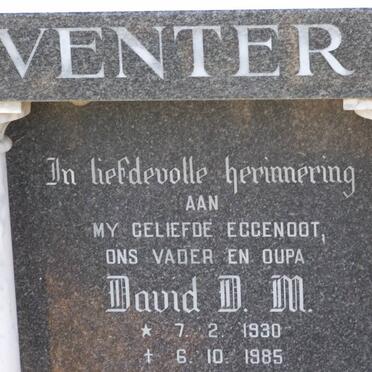 VENTER
In liefdevolle herinnering
AAN
MY GELIEFDE EGGENOOT,
ONS VADER EN OUPA
David D. M.
★ 7. 2. 1930
✝ 6. 10. 1985